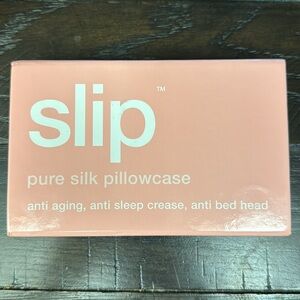 slip™
pure silk pillowcase
anti aging, anti sleep crease, anti bed head